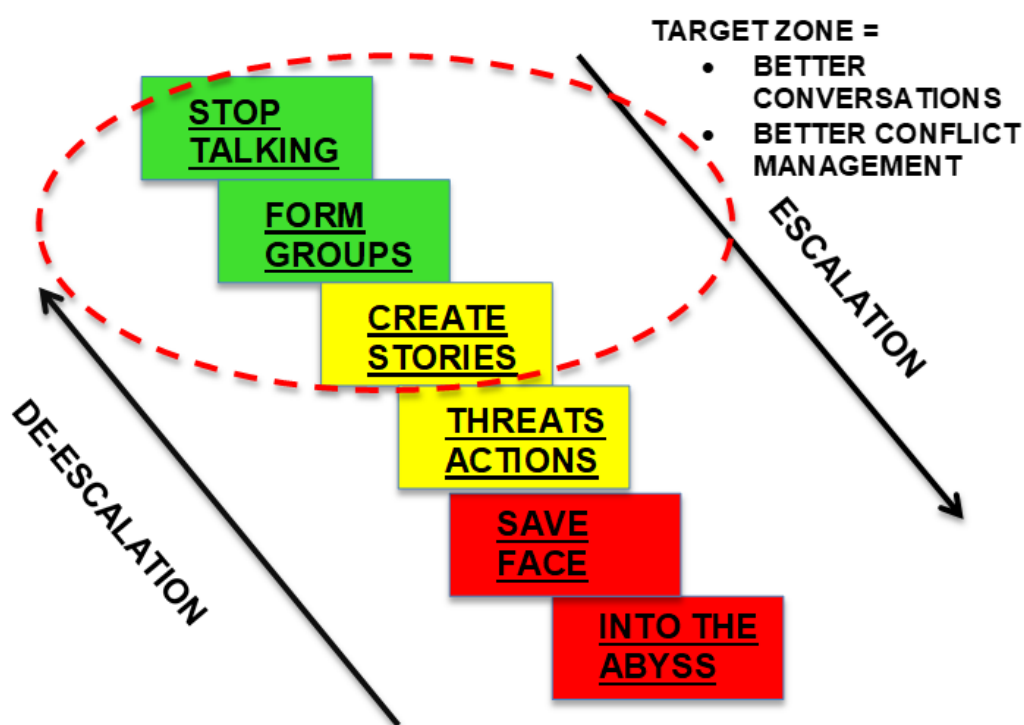 TARGET ZONE =
• BETTER
CONVERSATIONS
• BETTER CONFLICT
MANAGEMENT
STOP
TALKING
FORM
GROUPS
CREATE
STORIES
THREATS
ACTIONS
SAVE
FACE
INTO THE
ABYSS
ESCALATION
DE-ESCALATION